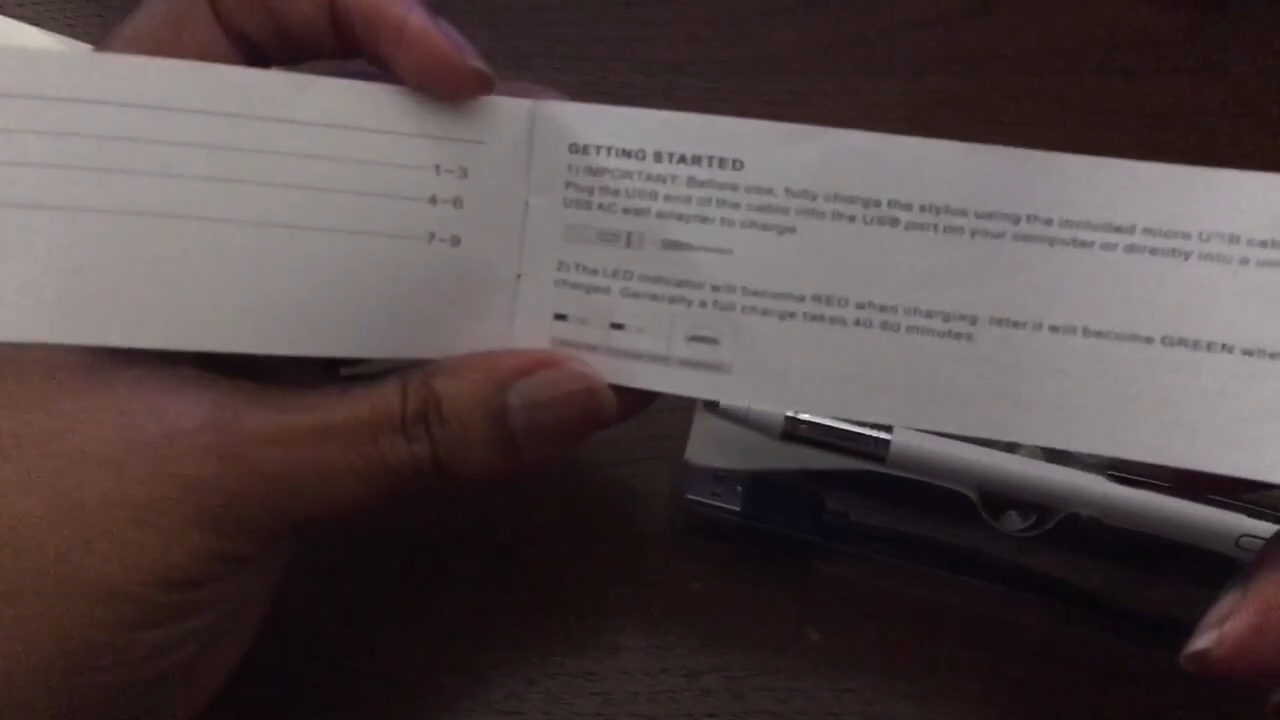 1-3
4-6
7-9
GETTING STARTED
1) IMPORTANT: Before use, fully charge the stylus using the included micro USB
Plug the USB end of the cable into the USB port on your computer or directly into a
USB AC wall adapter to charge.
2) The LED indicator will become RED when charging, later it will become GREEN
charged. Generally a full charge takes 40-60 minutes.